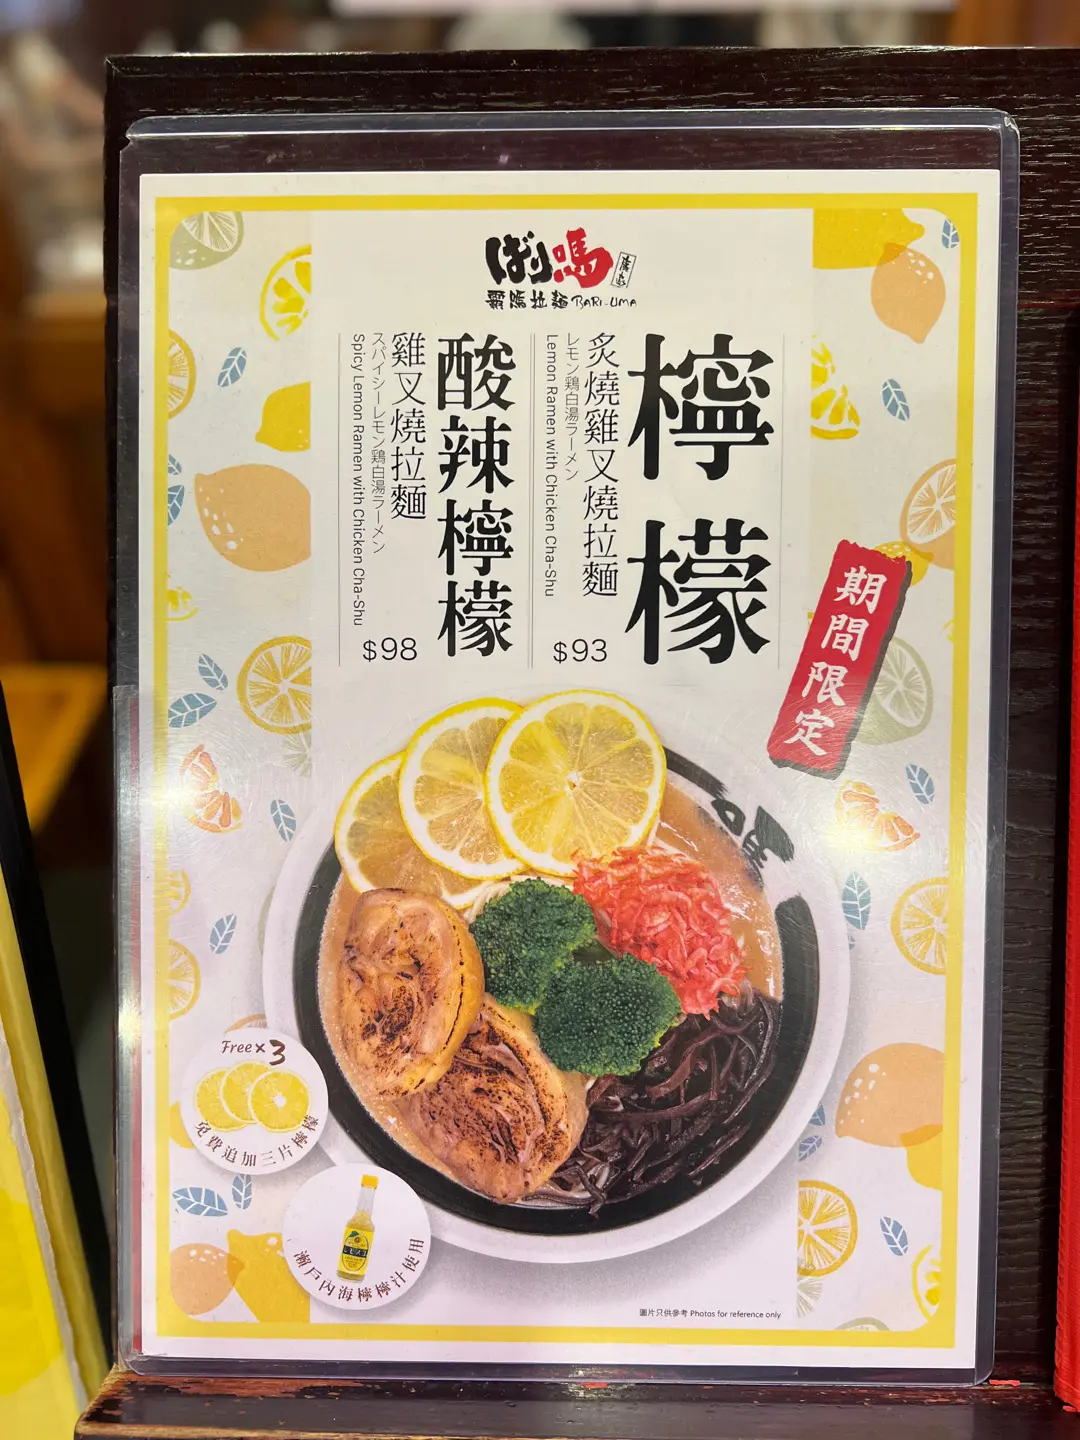 ばり嗎
廣島
霸嗎拉麵 BARI-UMA
檸檬
炙燒雞叉燒拉麵
レモン鶏白湯ラーメン
Lemon Ramen with Chicken Cha-Shu
$93
酸辣檸檬
雞叉燒拉麵
スパイシーレモン鶏白湯ラーメン
Spicy Lemon Ramen with Chicken Cha-Shu
$98
期間限定
Free×3
免費追加三片檸檬
瀨戶內海檸檬汁使用
圖片只供參考 Photos for reference only